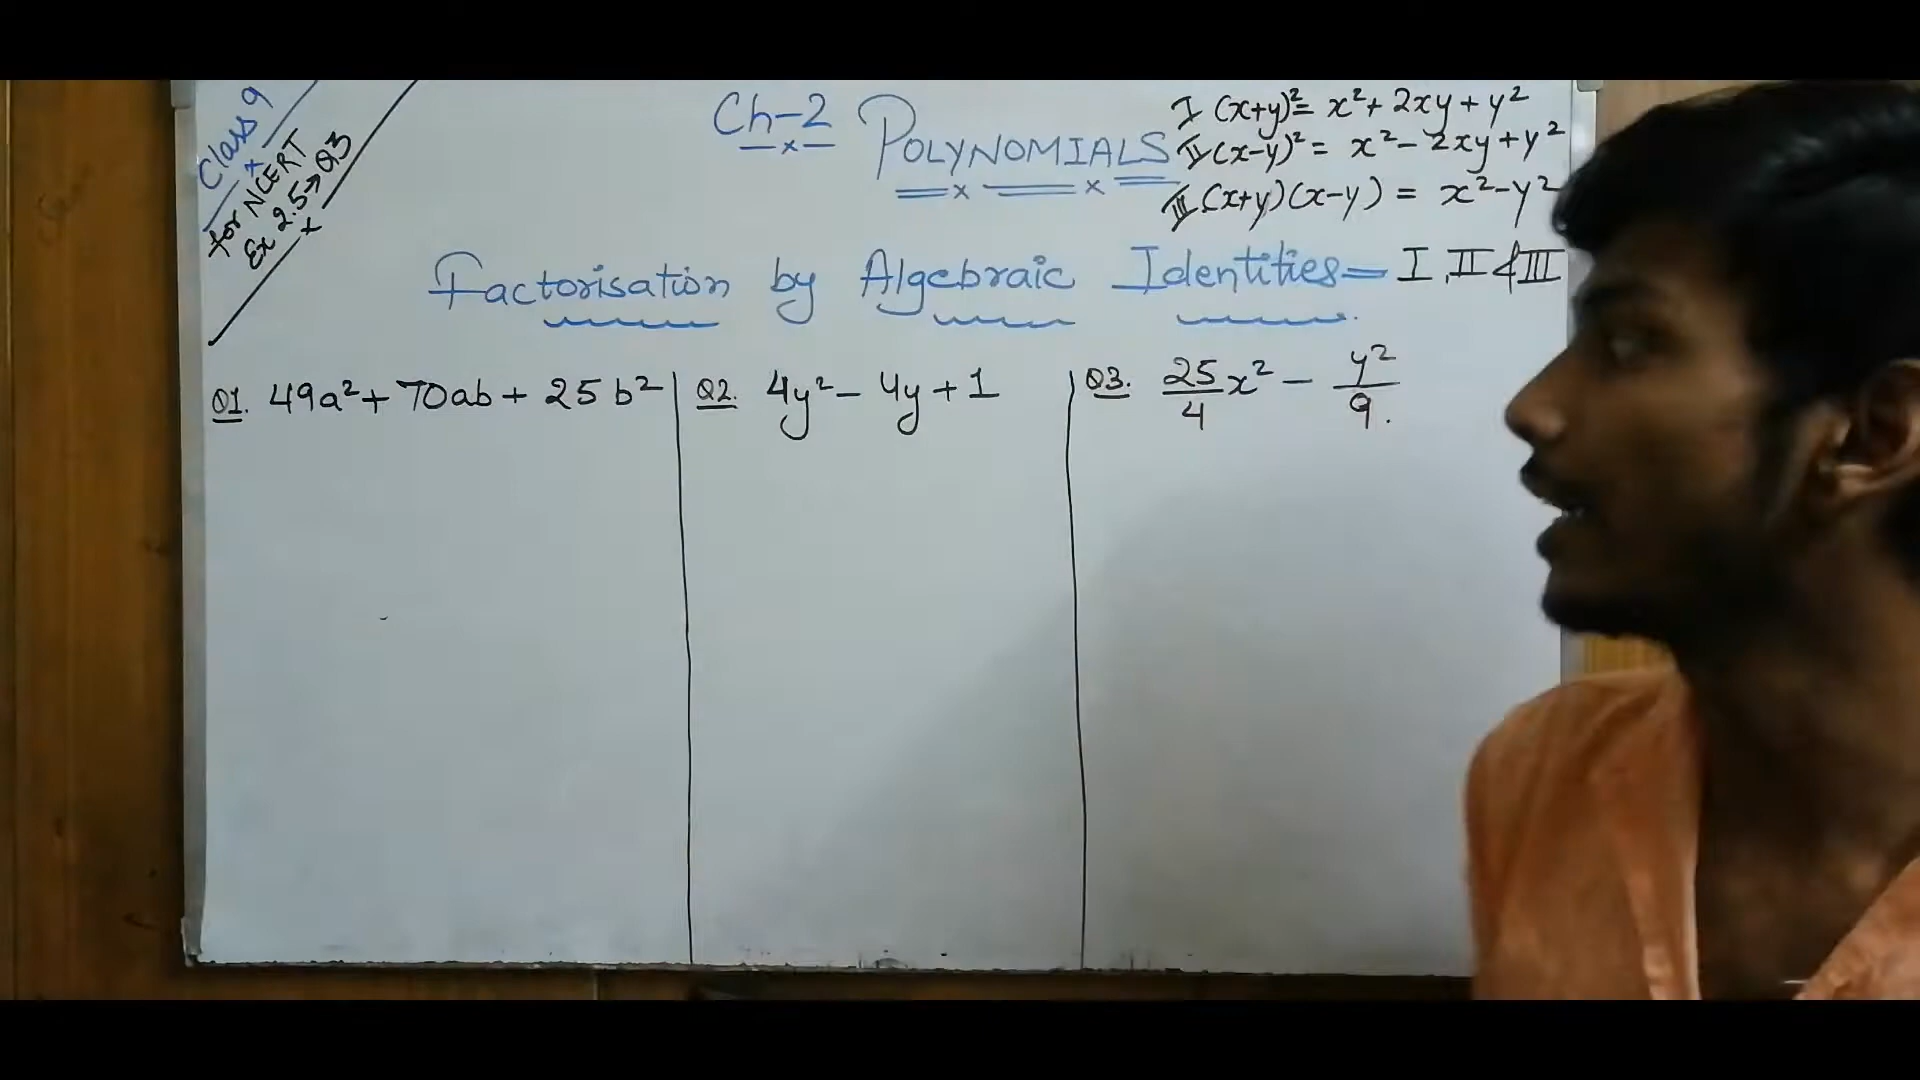 Class 9
for NCERT
Ex 2.5→Q3
Ch-2 POLYNOMIALS
I (x+y)²= x²+ 2xy+y²
II (x-y)² = x²- 2xy+y²
III (x+y)(x-y) = x²-y²
Factorisation by Algebraic Identities= I, II & III
Q1. 49a²+ 70ab+ 25b²
Q2. 4y²- 4y+1
Q3. 25/4 x² - y²/9.